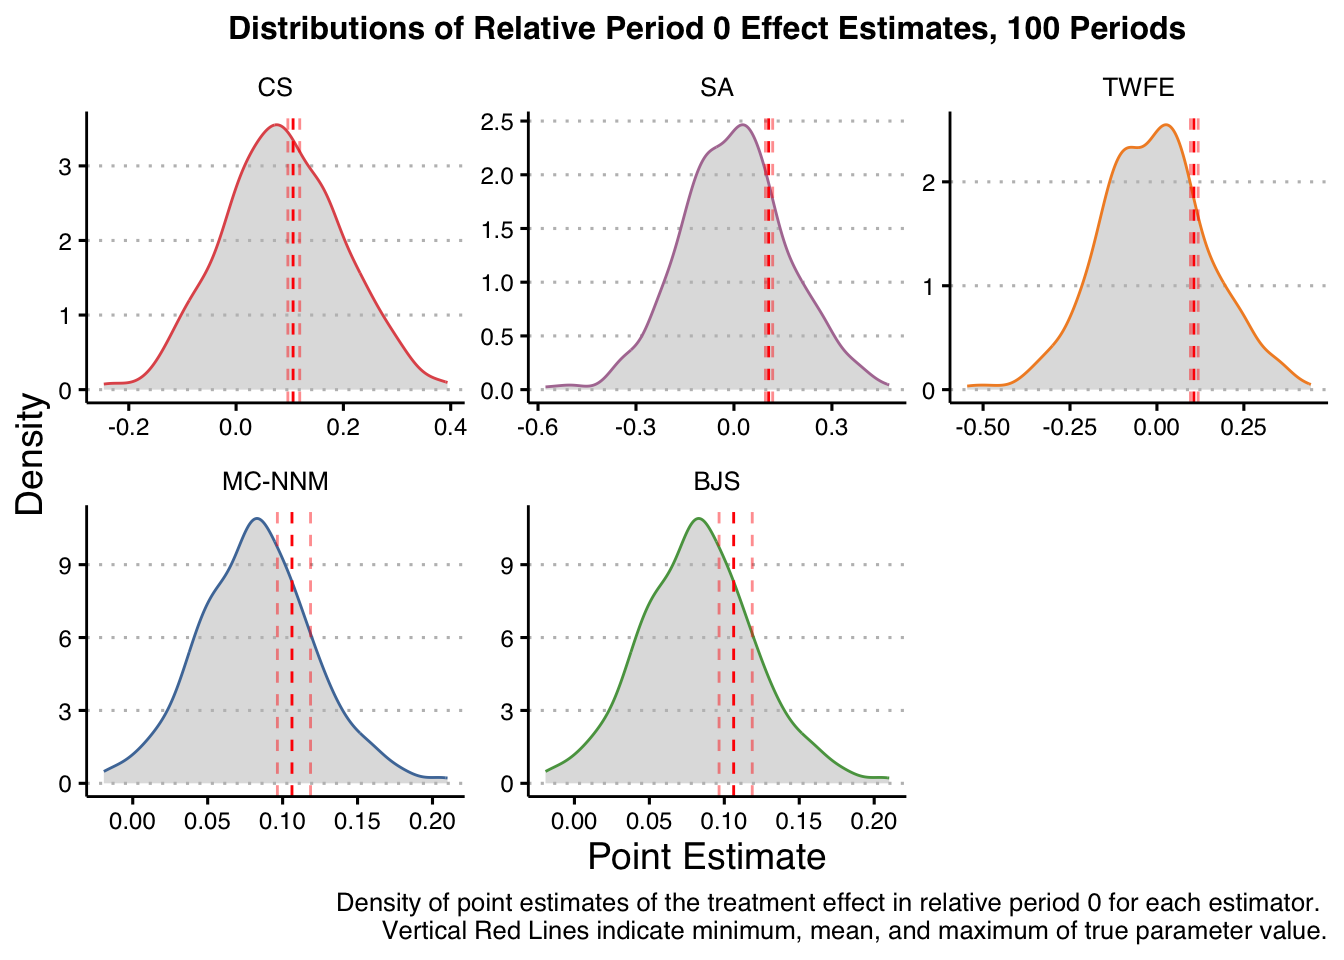 Distributions of Relative Period 0 Effect Estimates, 100 Periods
CS
SA
TWFE
3
2
1
0
-0.2 0.0 0.2 0.4
2.5
2.0
1.5
1.0
0.5
0.0
-0.6 -0.3 0.0 0.3
2
1
0
-0.50 -0.25 0.00 0.25
Density
MC-NNM
BJS
9
6
3
0
0.00 0.05 0.10 0.15 0.20
9
6
3
0
0.00 0.05 0.10 0.15 0.20
Point Estimate
Density of point estimates of the treatment effect in relative period 0 for each estimator.
Vertical Red Lines indicate minimum, mean, and maximum of true parameter value.